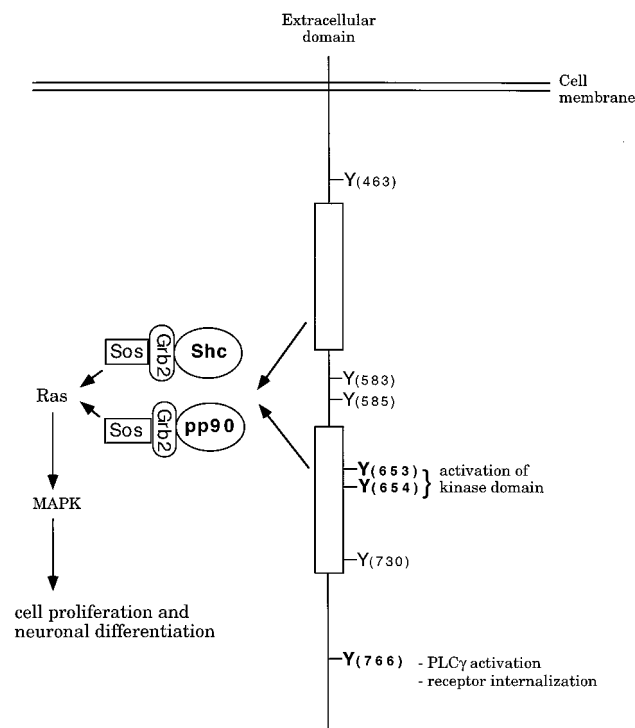 Extracellular
domain
Cell
membrane
Y(463)
Sos Grb2 Shc
Y(583)
Ras
Y(585)
Sos Grb2 pp90
Y(653)
Y(654)
} activation of
kinase domain
MAPK
Y(730)
cell proliferation and
neuronal differentiation
Y(766) - PLCγ activation
- receptor internalization